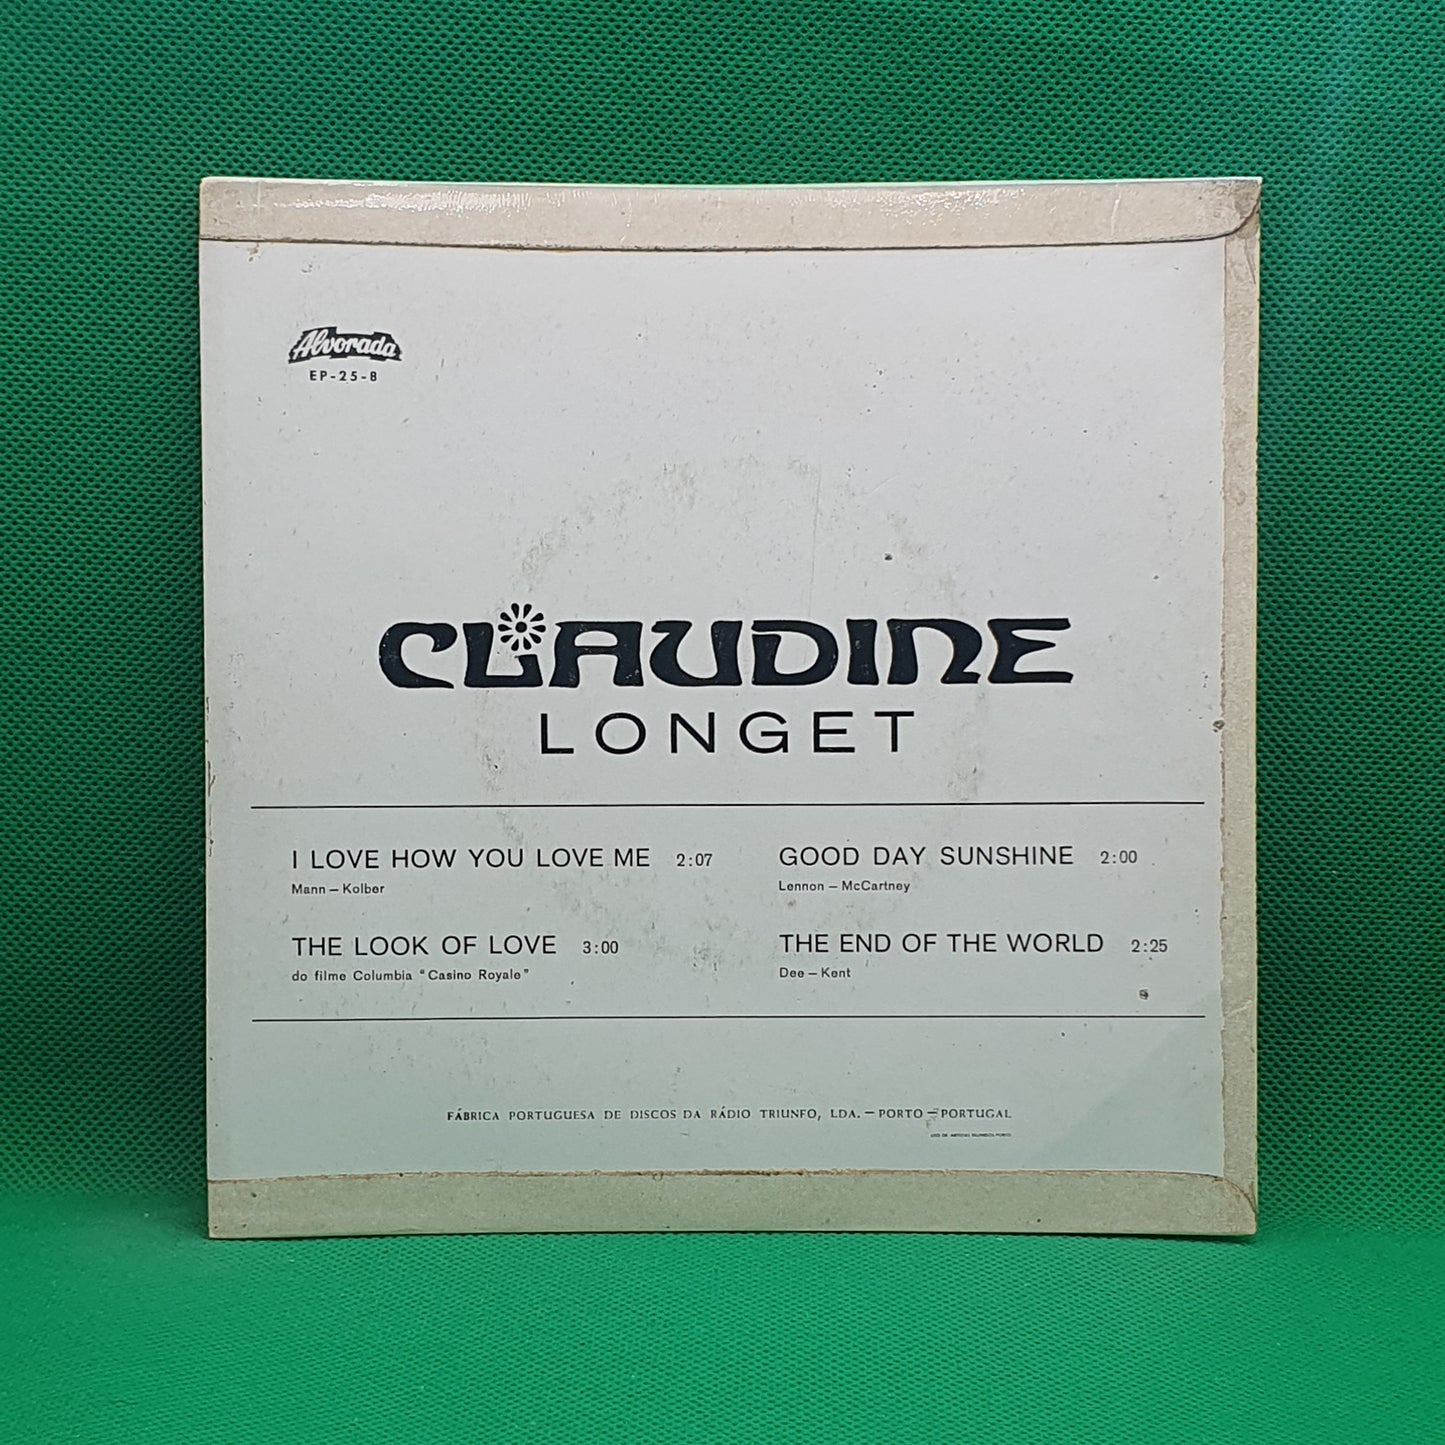 Alvorada
EP-25-8
CLAUDINE
LONGET
I LOVE HOW YOU LOVE ME 2:07
Mann – Kolber
THE LOOK OF LOVE 3:00
do filme Columbia "Casino Royale"
GOOD DAY SUNSHINE 2:00
Lennon – McCartney
THE END OF THE WORLD 2:25
Dee – Kent
FÁBRICA PORTUGUESA DE DISCOS DA RÁDIO TRIUNFO, LDA. – PORTO – PORTUGAL